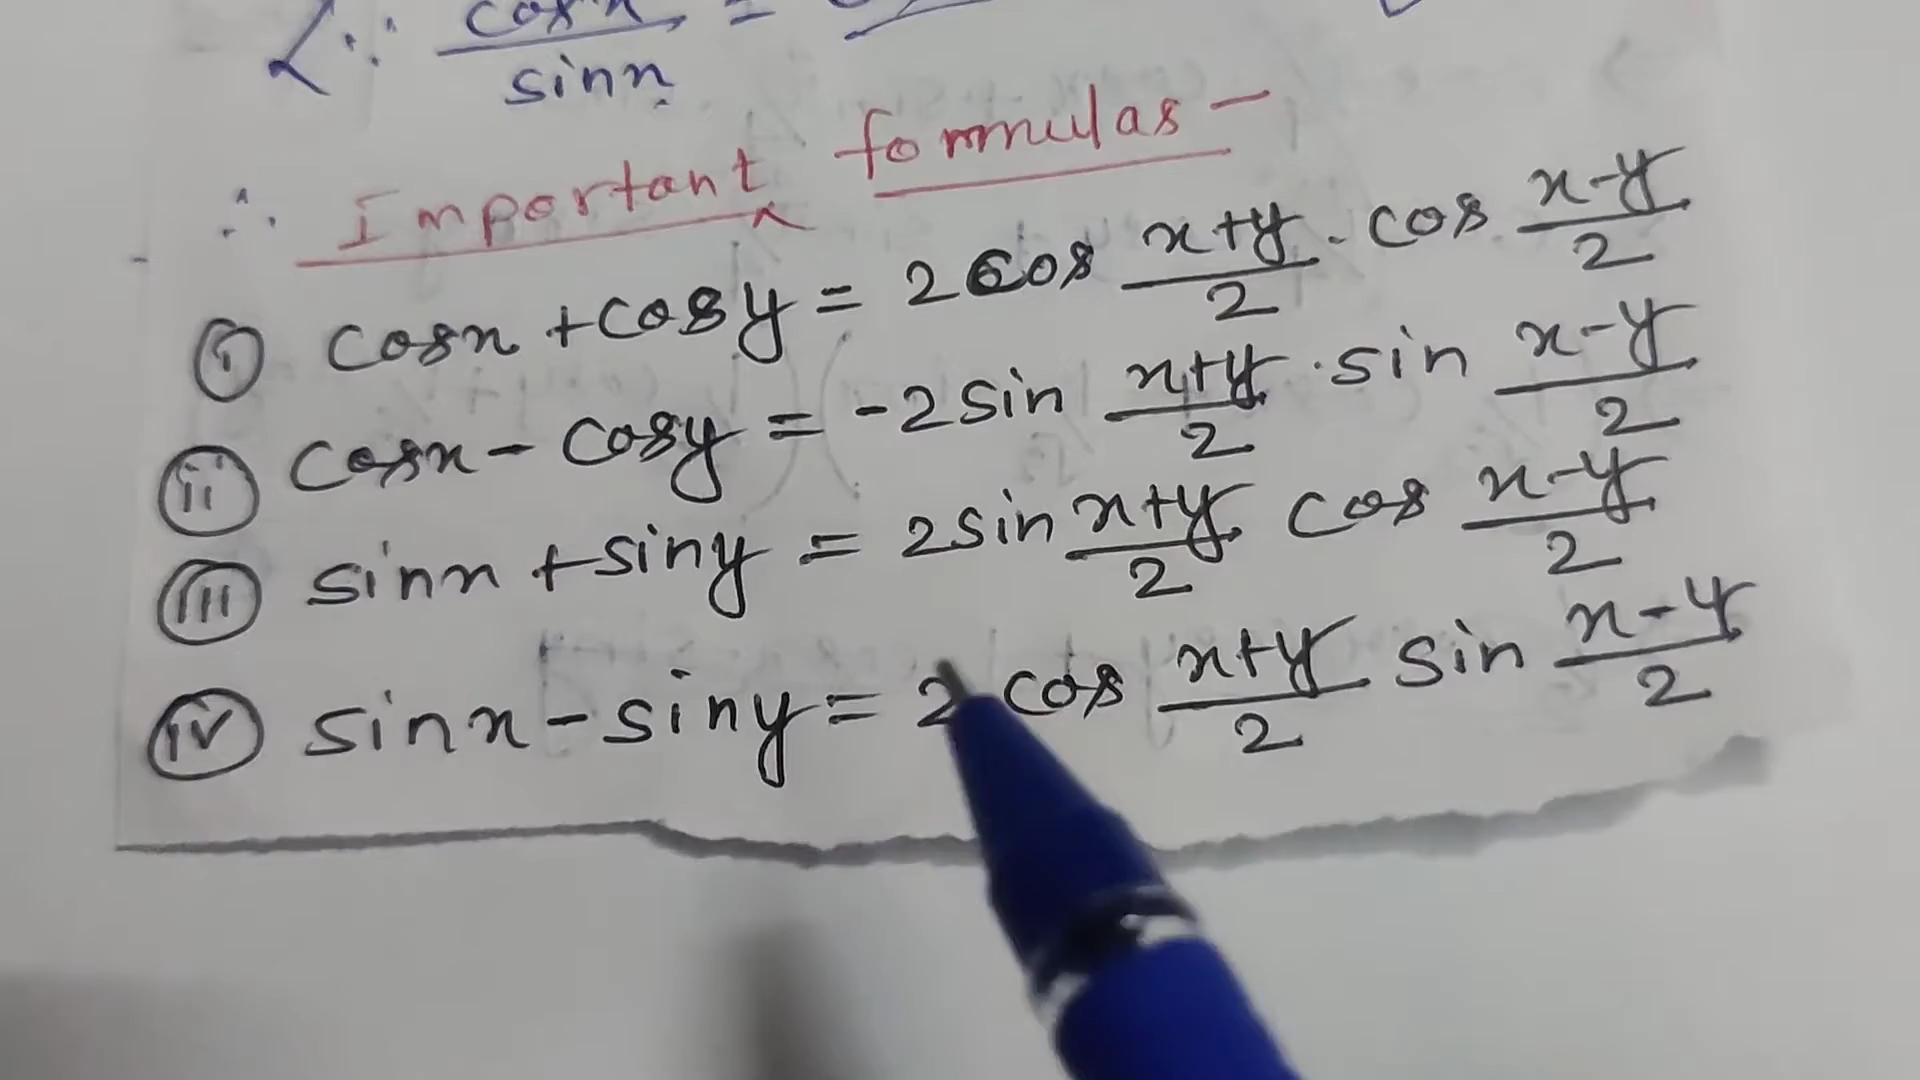 ∵ cosx/sinx =
∴ Important formulas –
(i) cosx + cosy = 2cos (x+y)/2 . cos (x-y)/2
(ii) cosx - cosy = -2sin (x+y)/2 . sin (x-y)/2
(iii) sinx + siny = 2sin (x+y)/2 cos (x-y)/2
(iv) sinx - siny = 2 cos (x+y)/2 sin (x-y)/2